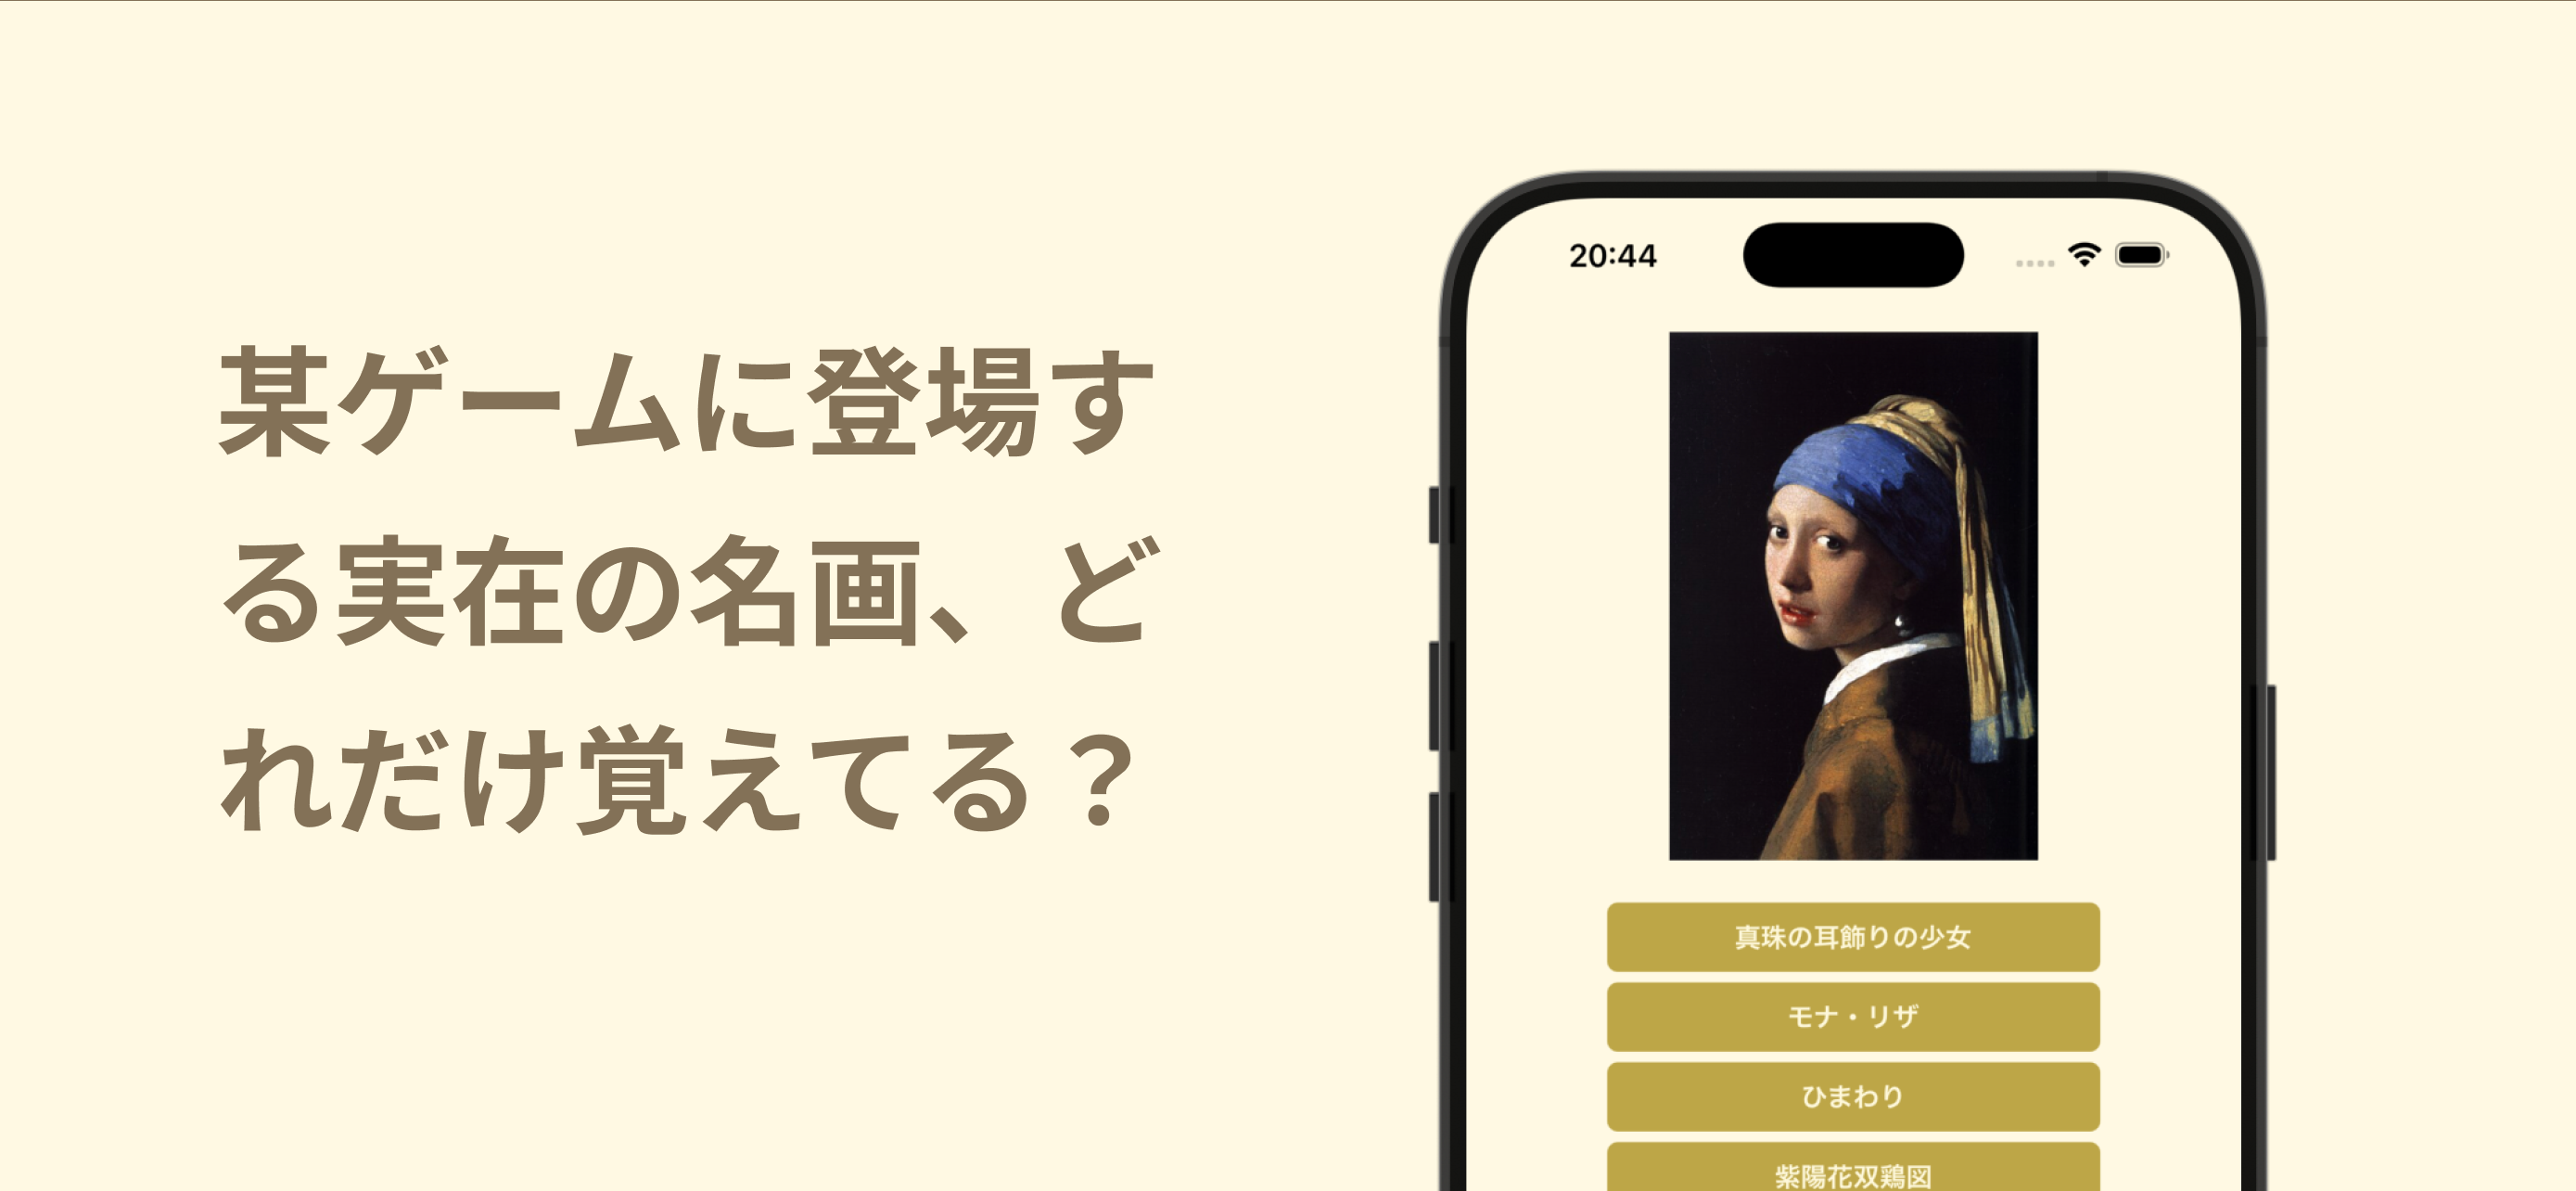 某ゲームに登場す
る実在の名画、ど
れだけ覚えてる？
20:44
真珠の耳飾りの少女
モナ・リザ
ひまわり
紫陽花双鶏図